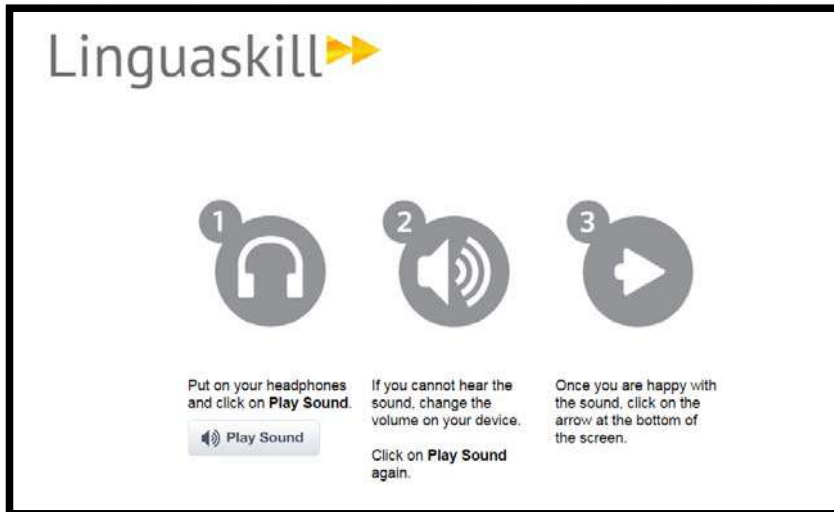 Linguaskill
1
Put on your headphones
and click on Play Sound.
Play Sound
2
If you cannot hear the
sound, change the
volume on your device.
Click on Play Sound
again.
3
Once you are happy with
the sound, click on the
arrow at the bottom of
the screen.